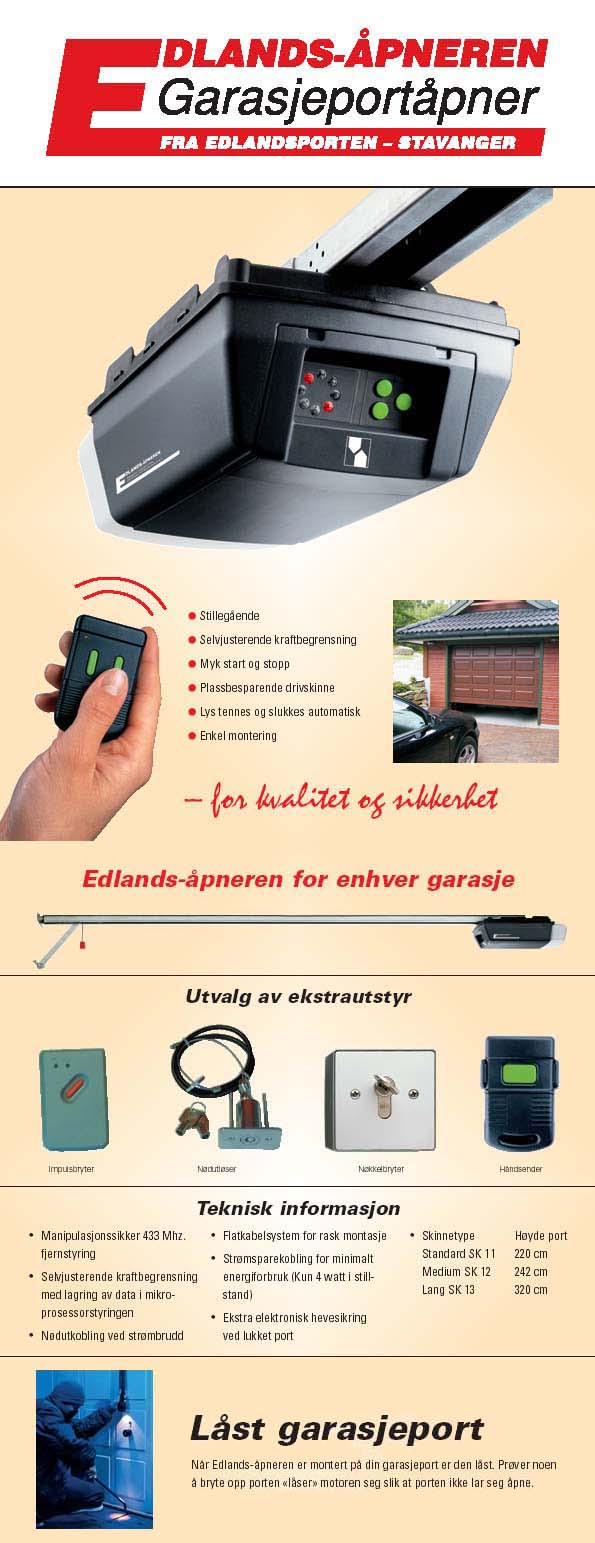 EDLANDS-ÅPNEREN
Garasjeportåpner
FRA EDLANDSPORTEN – STAVANGER
EDLANDS-ÅPNEREN
● Stillegående
● Selvjusterende kraftbegrensning
● Myk start og stopp
● Plassbesparende drivskinne
● Lys tennes og slukkes automatisk
● Enkel montering
– for kvalitet og sikkerhet
Edlands-åpneren for enhver garasje
Utvalg av ekstrautstyr
Impulsbryter
Nødutløser
Nøkkelbryter
Håndsender
Teknisk informasjon
• Manipulasjonssikker 433 Mhz.
fjernstyring
• Selvjusterende kraftbegrensning
med lagring av data i mikro-
prosessorstyringen
• Nødutkobling ved strømbrudd
• Flatkabelsystem for rask montasje
• Strømsparekobling for minimalt
energiforbruk (Kun 4 watt i still-
stand)
• Ekstra elektronisk hevesikring
ved lukket port
• Skinnetype Høyde port
Standard SK 11 220 cm
Medium SK 12 242 cm
Lang SK 13 320 cm
Låst garasjeport
Når Edlands-åpneren er montert på din garasjeport er den låst. Prøver noen
å bryte opp porten «låser» motoren seg slik at porten ikke lar seg åpne.